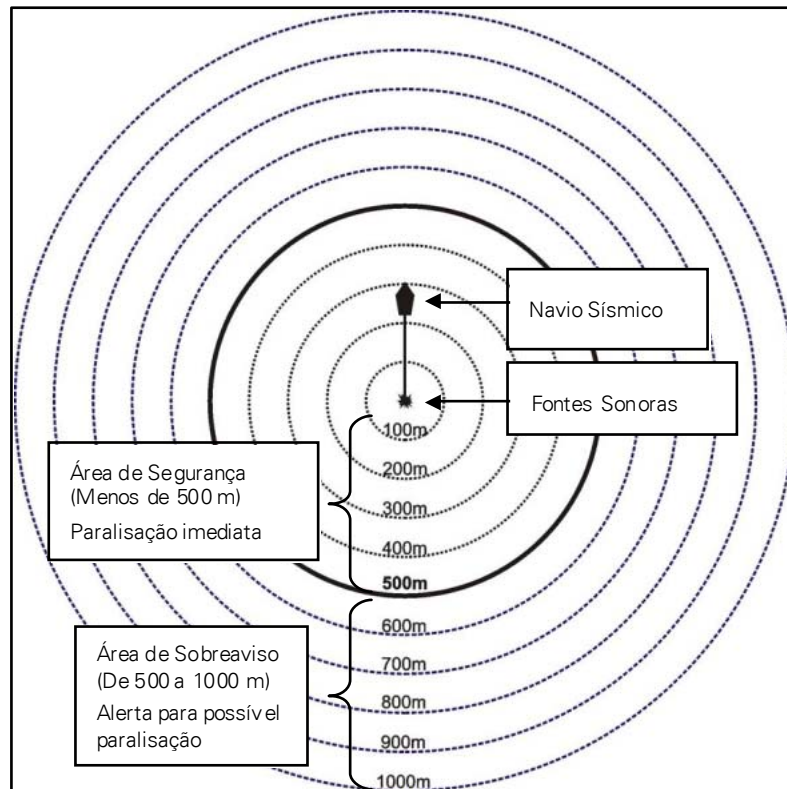 Navio Sísmico
Fontes Sonoras
100m
200m
300m
400m
500m
Área de Segurança
(Menos de 500 m)
Paralisação imediata
600m
700m
800m
900m
1000m
Área de Sobreaviso
(De 500 a 1000 m)
Alerta para possível
paralisação